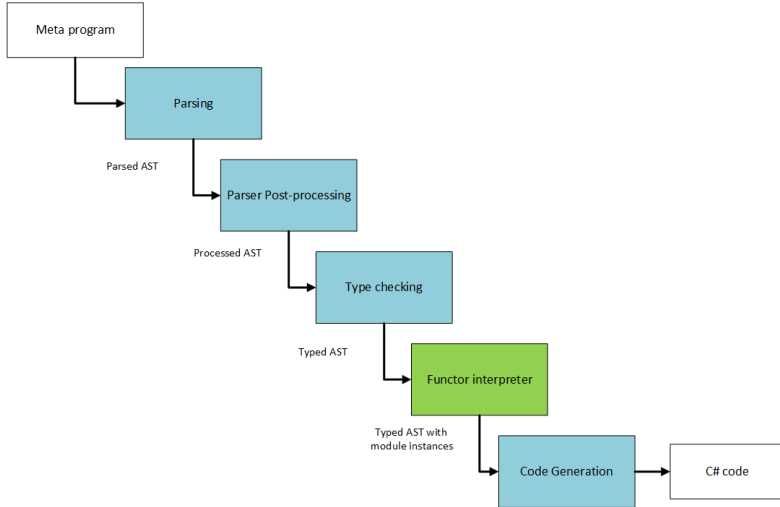 Meta program
Parsing
Parsed AST
Parser Post-processing
Processed AST
Type checking
Typed AST
Functor interpreter
Typed AST with
module instances
Code Generation
C# code